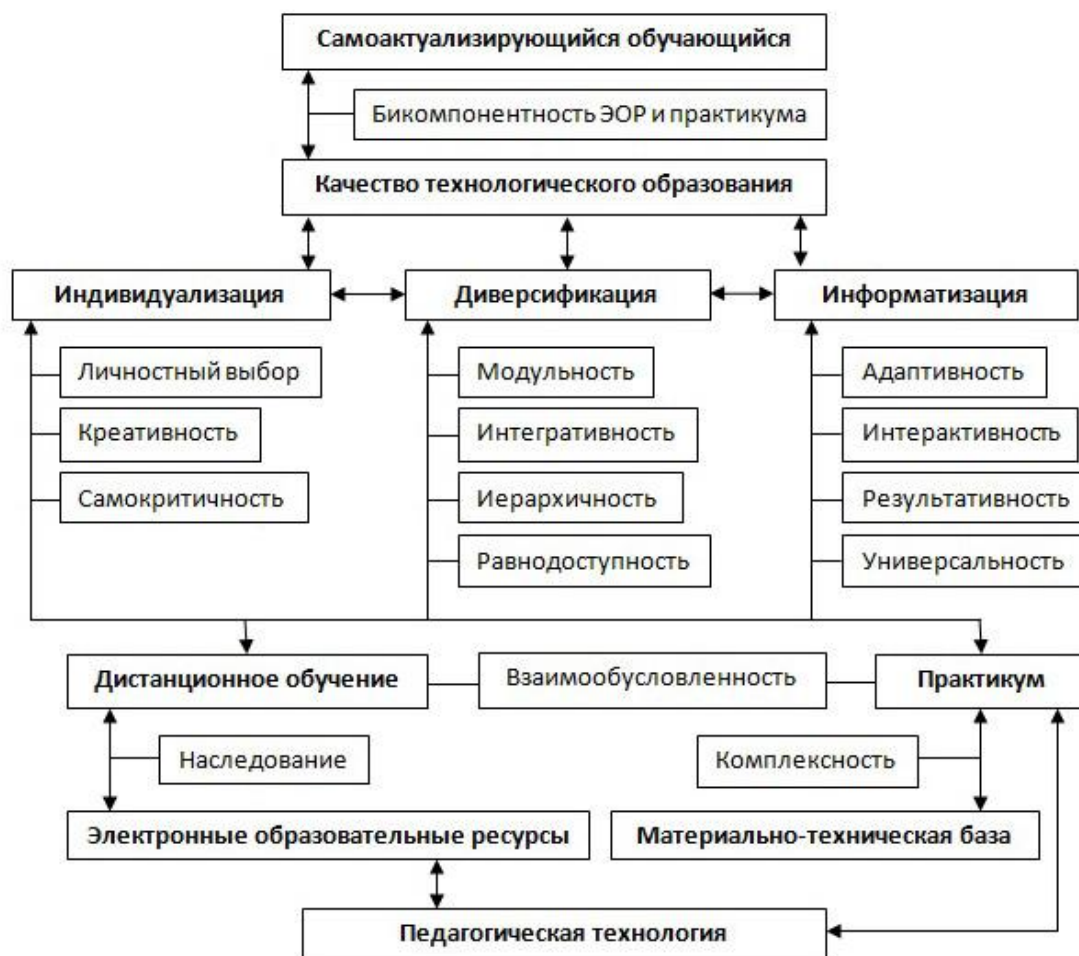 Самоактуализирующийся обучающийся
Бикомпонентность ЭОР и практикума
Качество технологического образования
Индивидуализация
Диверсификация
Информатизация
Личностный выбор
Модульность
Адаптивность
Креативность
Интегративность
Интерактивность
Самокритичность
Иерархичность
Результативность
Равнодоступность
Универсальность
Дистанционное обучение
Взаимообусловленность
Практикум
Наследование
Комплексность
Электронные образовательные ресурсы
Материально-техническая база
Педагогическая технология